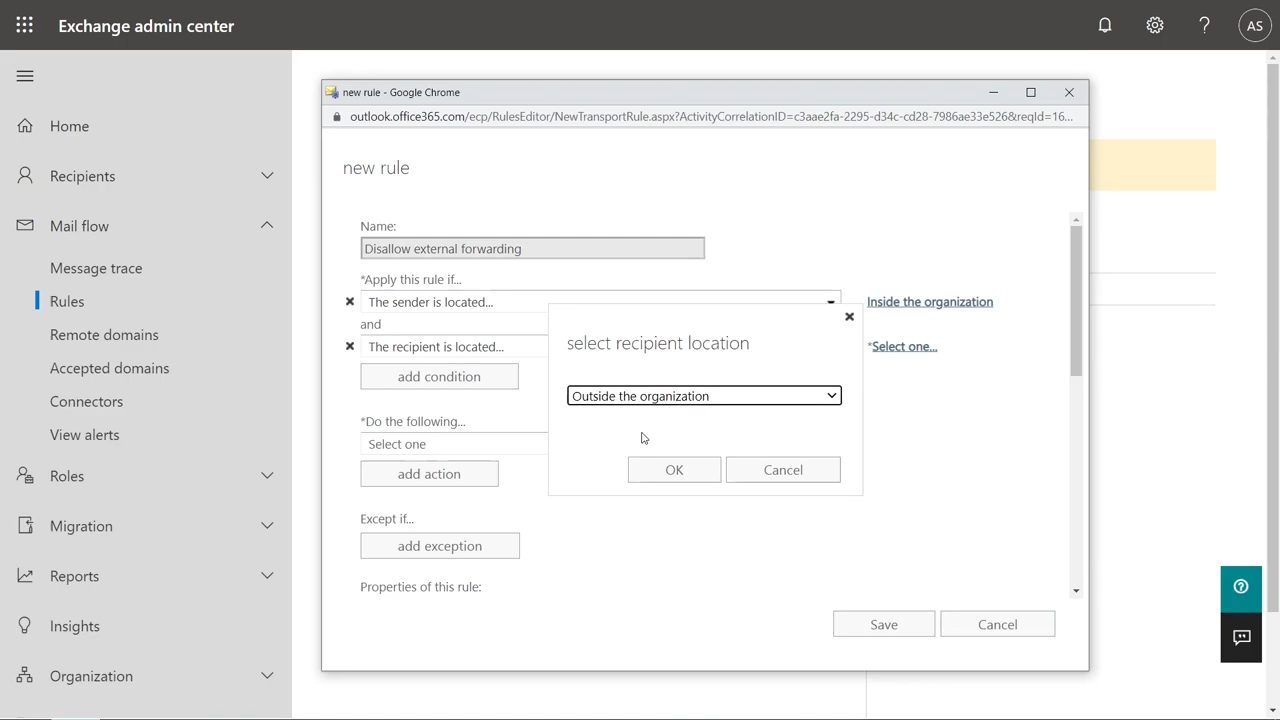 Exchange admin center
AS
new rule - Google Chrome
outlook.office365.com/ecp/RulesEditor/NewTransportRule.aspx?ActivityCorrelationID=c3aae2fa-2295-d34c-cd28-7986ae33e526&reqId=16...
Home
Recipients
Mail flow
Message trace
Rules
Remote domains
Accepted domains
Connectors
View alerts
Roles
Migration
Reports
Insights
Organization
new rule
Name:
Disallow external forwarding
*Apply this rule if...
The sender is located...
Inside the organization
and
The recipient is located...
*Select one...
add condition
*Do the following...
Select one
add action
Except if...
add exception
Properties of this rule:
select recipient location
Outside the organization
OK
Cancel
Save
Cancel